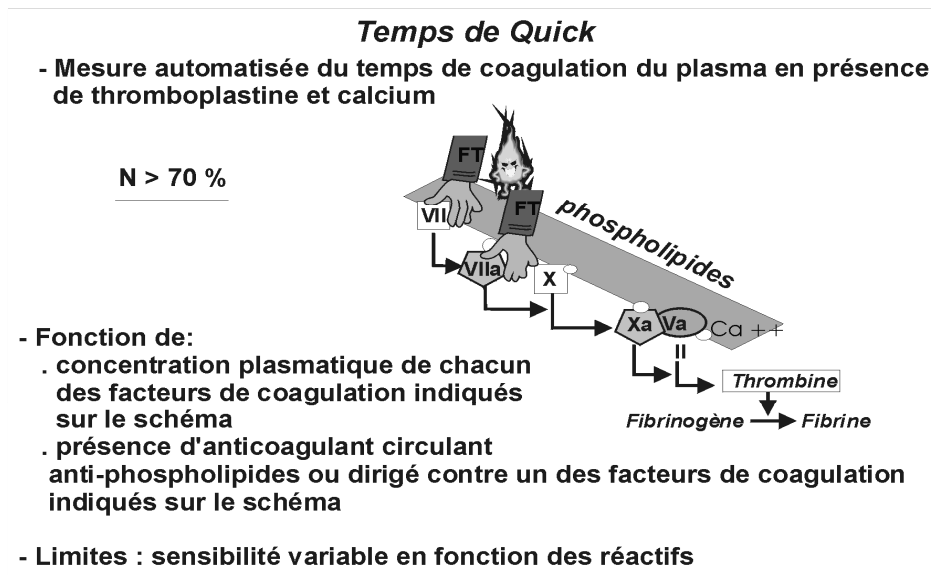 Temps de Quick
- Mesure automatisée du temps de coagulation du plasma en présence
de thromboplastine et calcium
FT
N > 70 %
FT
phospholipides
VII
VIIa
X
Xa
Va
Ca ++
- Fonction de:
. concentration plasmatique de chacun
des facteurs de coagulation indiqués
sur le schéma
II
Thrombine
Fibrinogène
Fibrine
. présence d'anticoagulant circulant
anti-phospholipides ou dirigé contre un des facteurs de coagulation
indiqués sur le schéma
- Limites : sensibilité variable en fonction des réactifs